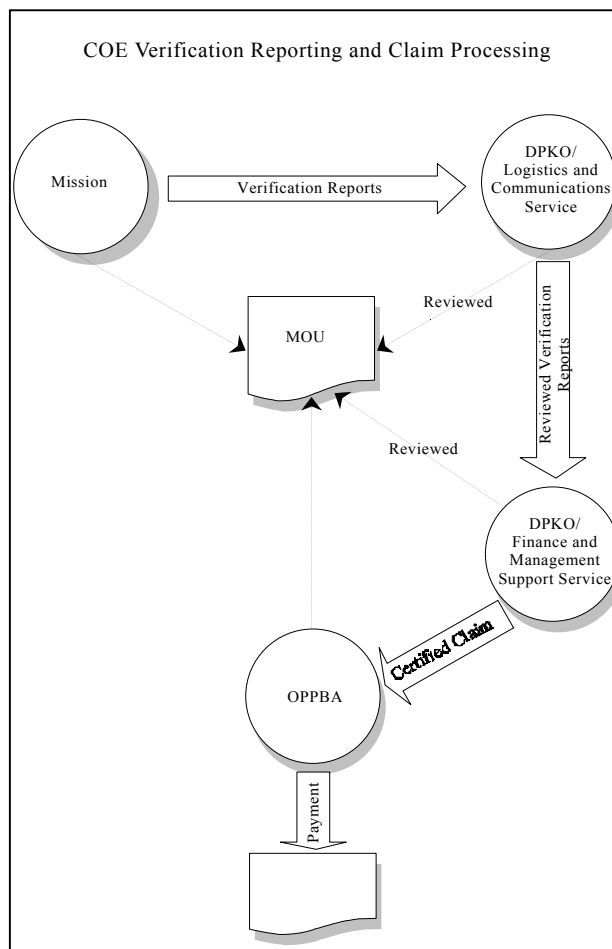 COE Verification Reporting and Claim Processing
Mission
Verification Reports
DPKO/
Logistics and
Communications
Service
MOU
Reviewed
Reviewed Verification
Reports
Reviewed
DPKO/
Finance and
Management
Support Service
Certified Claim
OPPBA
Payment